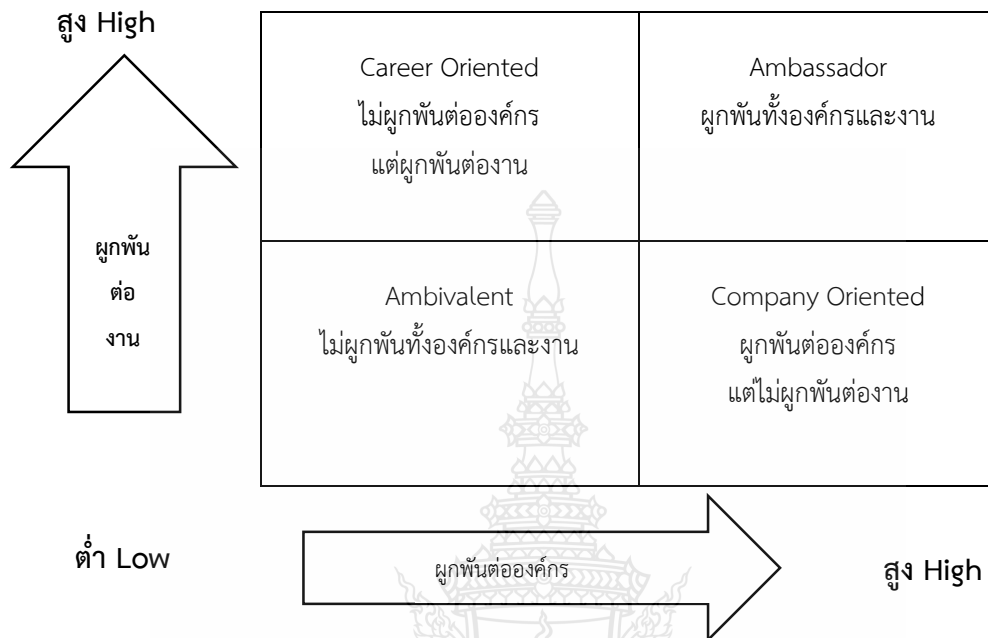 สูง High
Career Oriented
ไม่ผูกพันต่อองค์กร
แต่ผูกพันต่องาน
Ambassador
ผูกพันทั้งองค์กรและงาน
ผูกพัน
ต่อ
งาน
Ambivalent
ไม่ผูกพันทั้งองค์กรและงาน
Company Oriented
ผูกพันต่อองค์กร
แต่ไม่ผูกพันต่องาน
ต่ำ Low
ผูกพันต่อองค์กร
สูง High